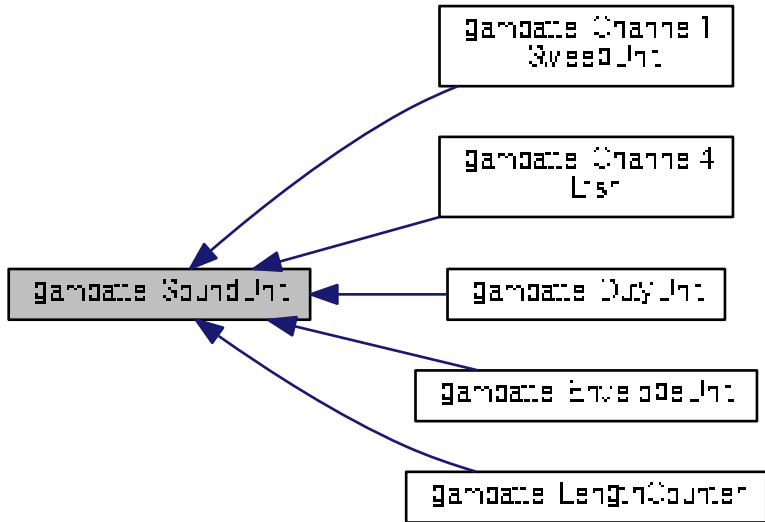 gambatte::Channel1::
SweepUnit
gambatte::Channel4::
Lfsr
gambatte::SoundUnit
gambatte::DutyUnit
gambatte::EnvelopeUnit
gambatte::LengthCounter